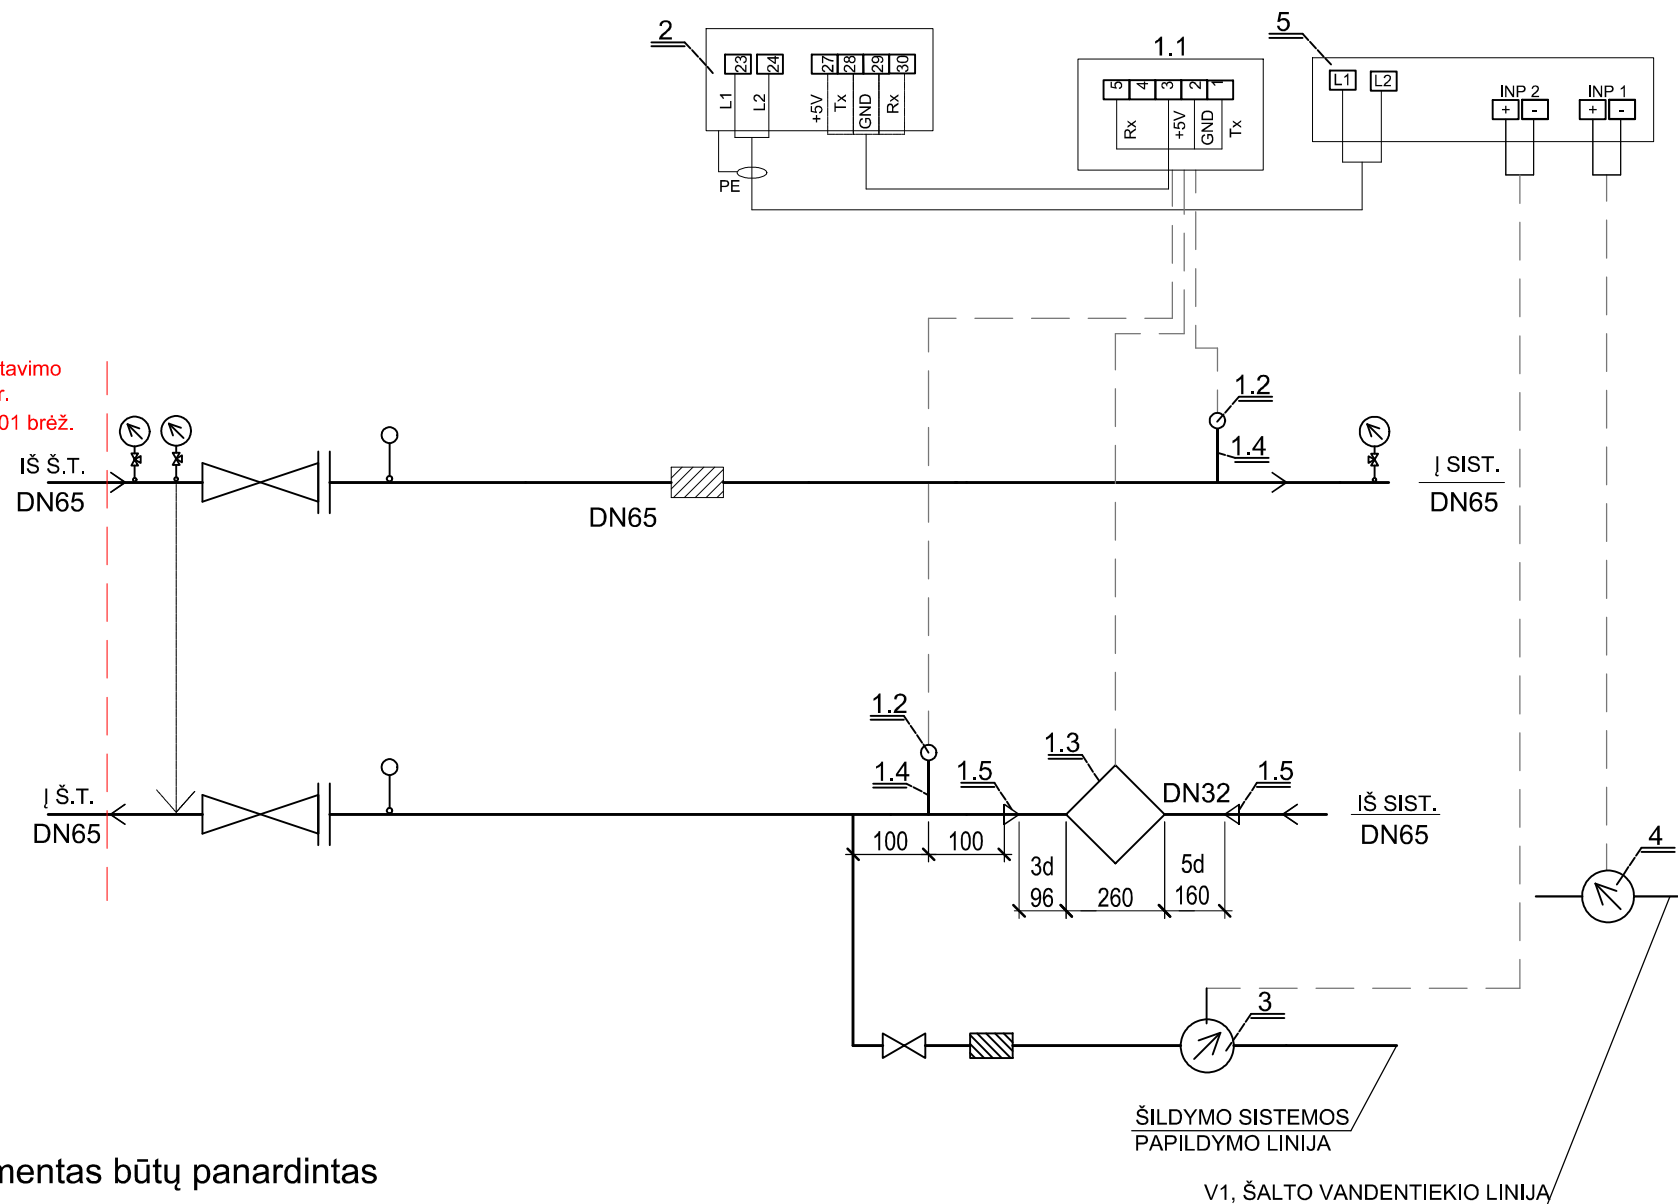 2
1.1
5
23
24
27
28
29
30
L1
L2
+5V
Tx
GND
Rx
PE
5
4
3
2
1
Rx
+5V
GND
Tx
L1
L2
INP 2
INP 1
+
-
+
-
tavimo
r.
01 brėž.
IŠ Š.T.
DN65
DN65
1.2
1.4
Į SIST.
DN65
Į Š.T.
DN65
1.2
1.4
1.5
1.3
DN32
1.5
IŠ SIST.
DN65
100
100
3d
96
260
5d
160
4
3
ŠILDYMO SISTEMOS
PAPILDYMO LINIJA
mentas būtų panardintas
V1, ŠALTO VANDENTIEKIO LINIJA